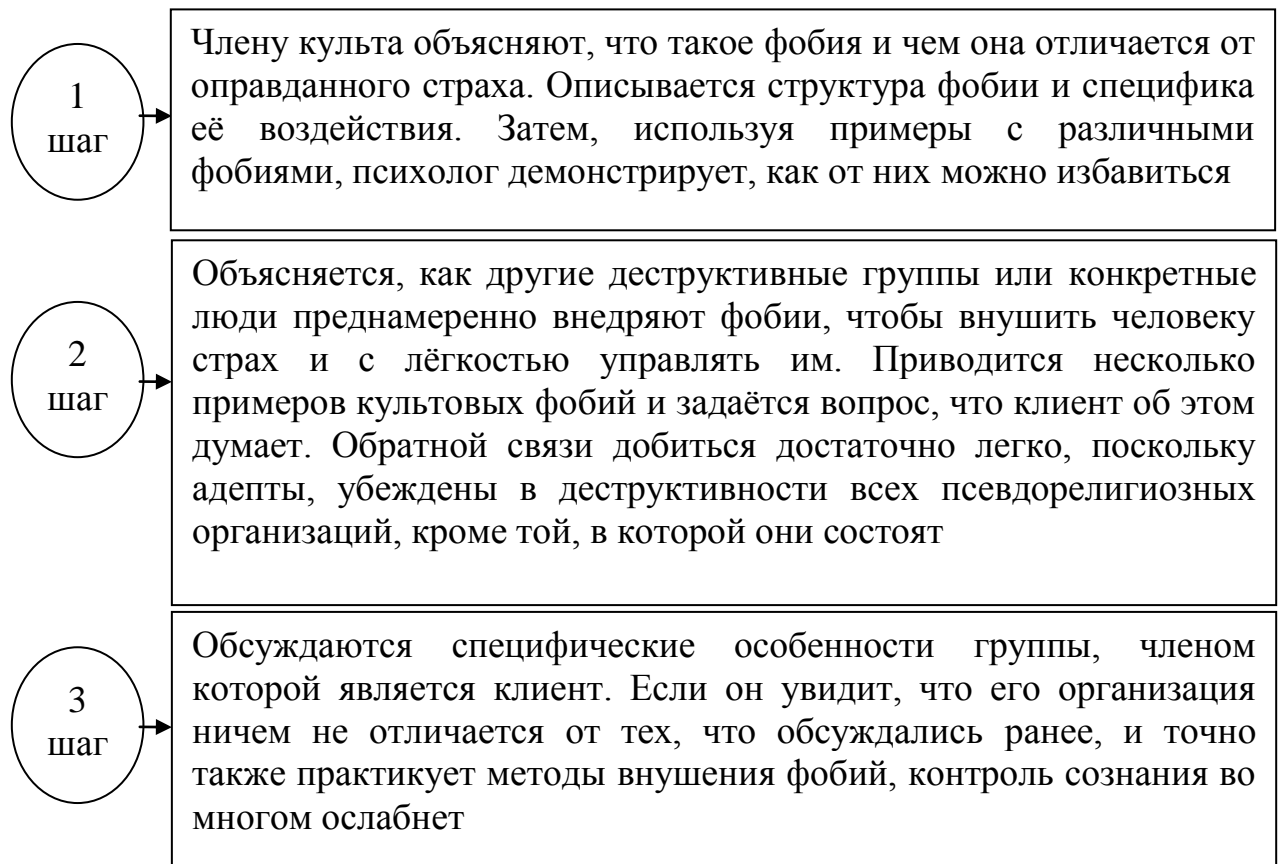 1
шаг
Члену культа объясняют, что такое фобия и чем она отличается от
оправданного страха. Описывается структура фобии и специфика
её воздействия. Затем, используя примеры с различными
фобиями, психолог демонстрирует, как от них можно избавиться
2
шаг
Объясняется, как другие деструктивные группы или конкретные
люди преднамеренно внедряют фобии, чтобы внушить человеку
страх и с лёгкостью управлять им. Приводится несколько
примеров культовых фобий и задаётся вопрос, что клиент об этом
думает. Обратной связи добиться достаточно легко, поскольку
адепты, убеждены в деструктивности всех псевдорелигиозных
организаций, кроме той, в которой они состоят
3
шаг
Обсуждаются специфические особенности группы, членом
которой является клиент. Если он увидит, что его организация
ничем не отличается от тех, что обсуждались ранее, и точно
также практикует методы внушения фобий, контроль сознания во
многом ослабнет